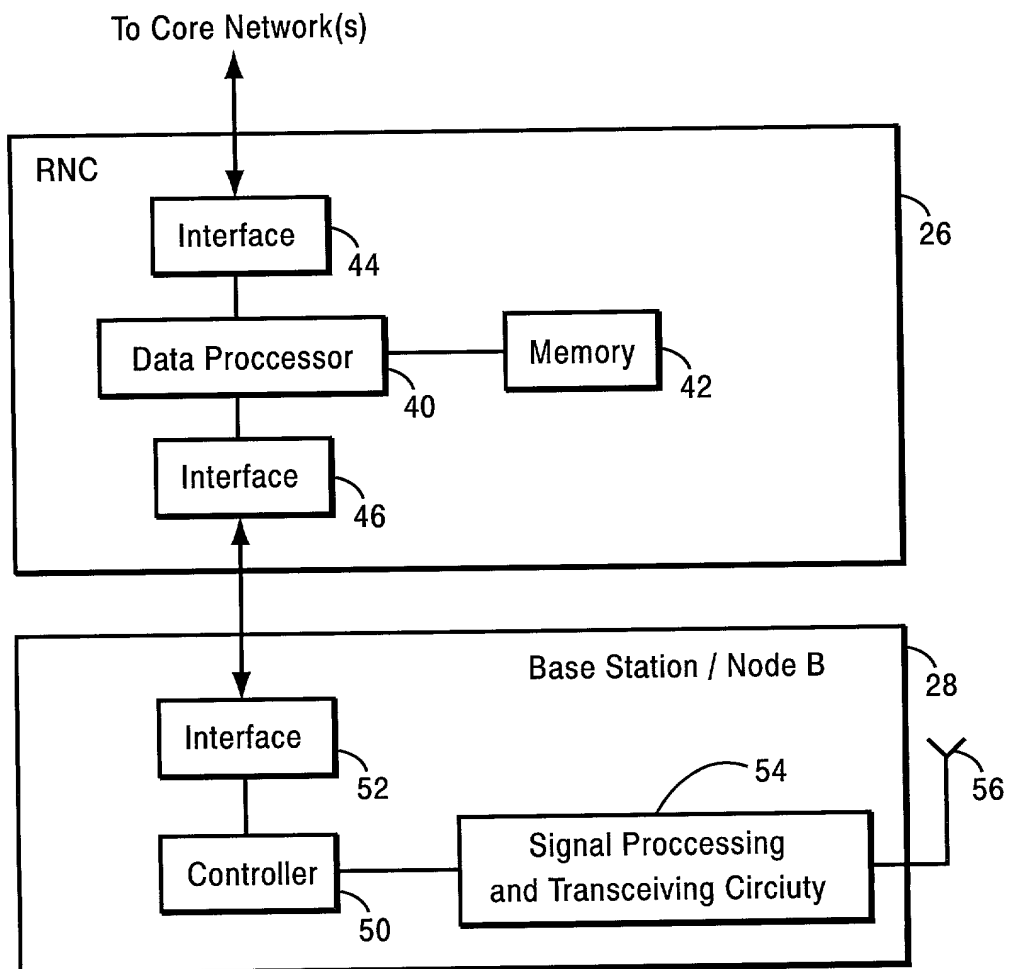 To Core Network(s)
RNC
26
Interface
44
Data Proccessor
40
Memory
42
Interface
46
Base Station / Node B
28
Interface
52
54
56
Signal Proccessing
and Transceiving Circiuty
Controller
50